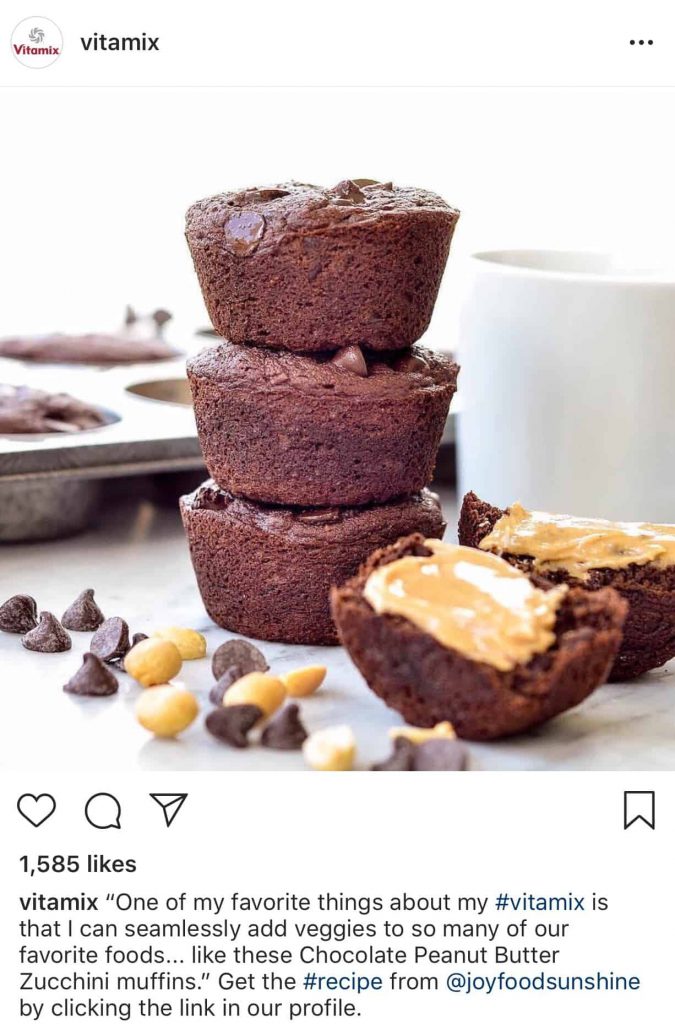 Vitamix
vitamix
1,585 likes
vitamix “One of my favorite things about my #vitamix is
that I can seamlessly add veggies to so many of our
favorite foods... like these Chocolate Peanut Butter
Zucchini muffins.” Get the #recipe from @joyfoodsunshine
by clicking the link in our profile.